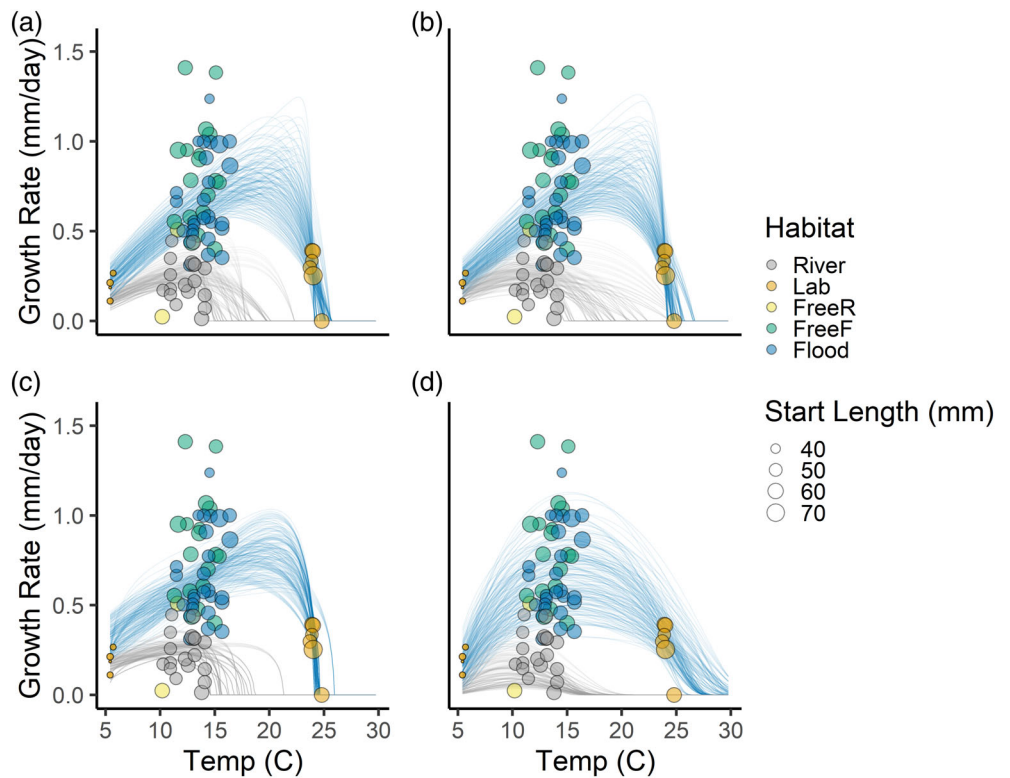 (a)
(b)
Growth Rate (mm/day)
1.5
1.0
0.5
0.0
Habitat
River
Lab
FreeR
FreeF
Flood
(c)
(d)
Growth Rate (mm/day)
1.5
1.0
0.5
0.0
Start Length (mm)
40
50
60
70
5 10 15 20 25 30
5 10 15 20 25 30
Temp (C)
Temp (C)